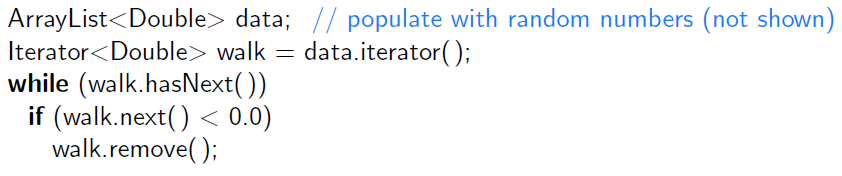 ArrayList<Double> data;  // populate with random numbers (not shown)
Iterator<Double> walk = data.iterator( );
while (walk.hasNext( ))
  if (walk.next( ) < 0.0)
    walk.remove( );